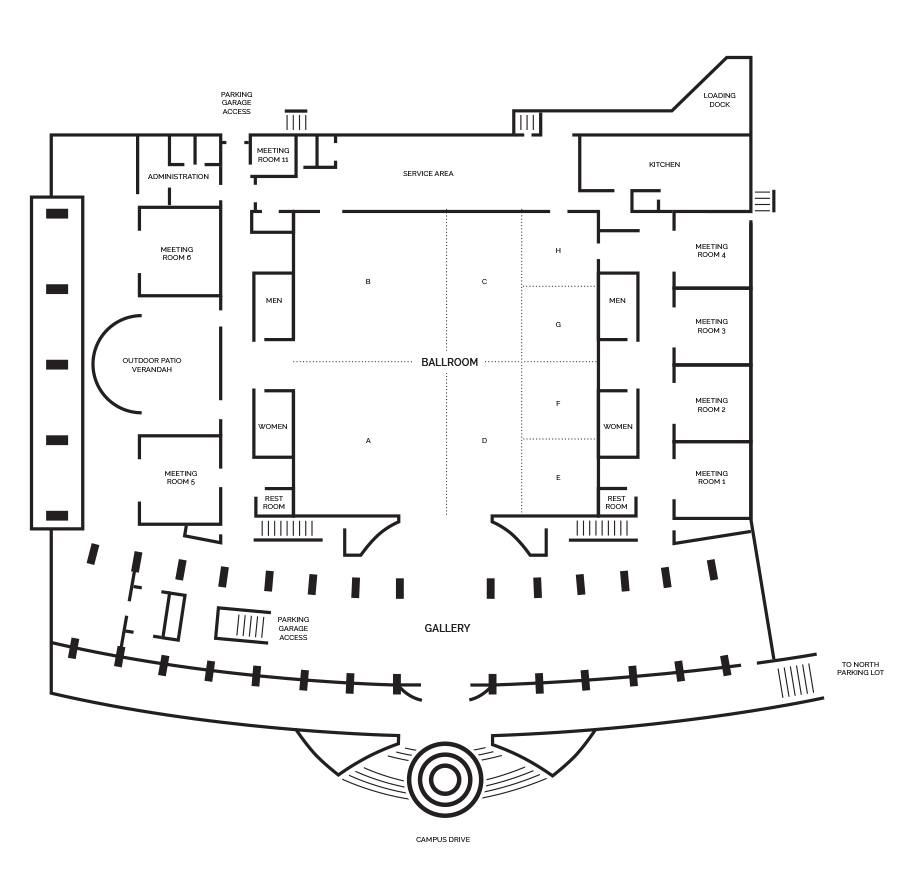 LOADING
DOCK
PARKING
GARAGE
ACCESS
MEETING
ROOM 11
KITCHEN
SERVICE AREA
ADMINISTRATION
MEETING
ROOM 6
H
MEETING
ROOM 4
B
C
MEN
MEN
G
MEETING
ROOM 3
OUTDOOR PATIO
VERANDAH
BALLROOM
F
MEETING
ROOM 2
WOMEN
WOMEN
A
D
MEETING
ROOM 5
E
MEETING
ROOM 1
REST
ROOM
REST
ROOM
PARKING
GARAGE
ACCESS
GALLERY
TO NORTH
PARKING LOT
CAMPUS DRIVE